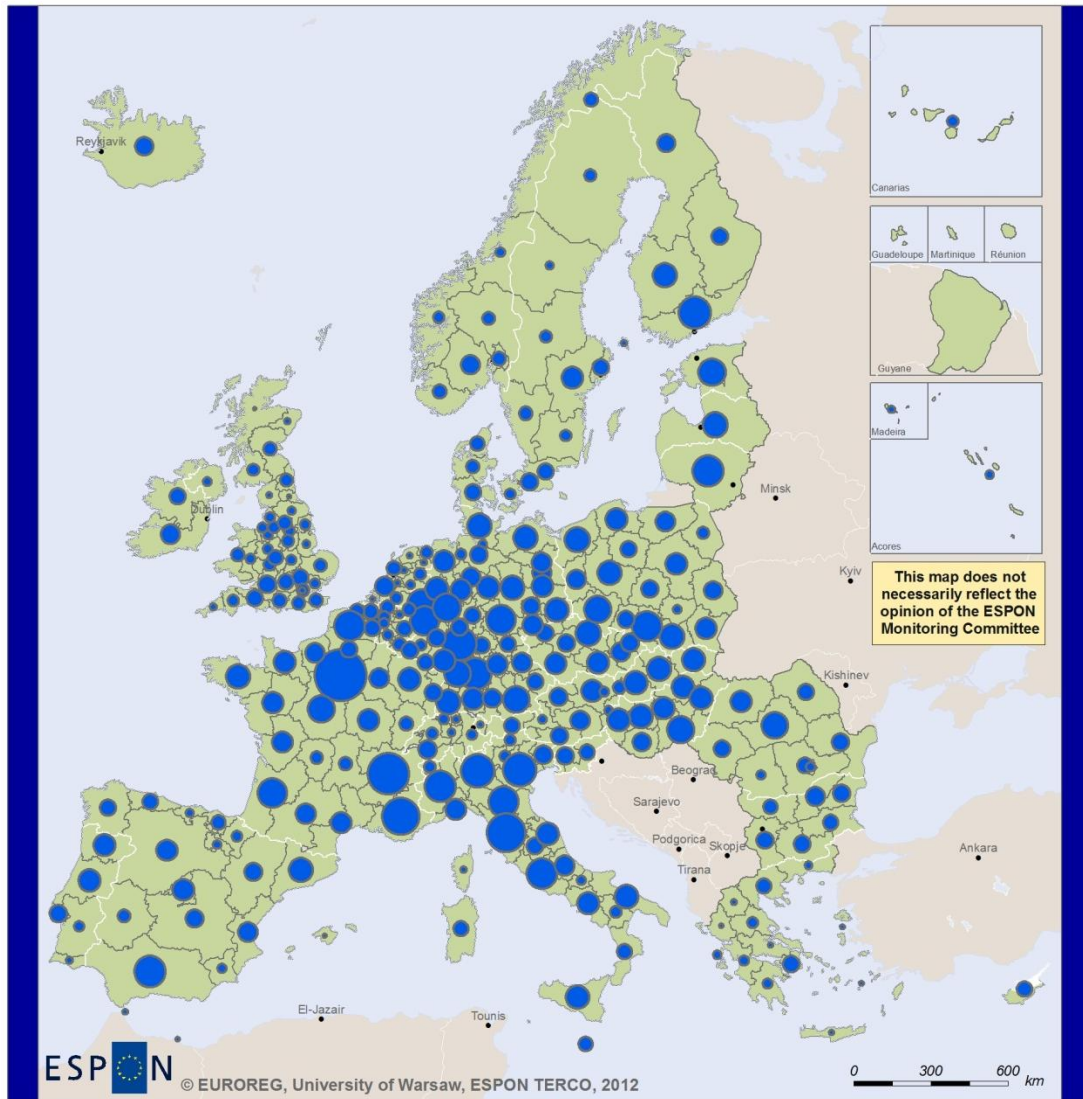 Reykjavik
Canarias
Guadeloupe
Martinique
Réunion
Guyane
Madeira
Acores
This map does not
necessarily reflect the
opinion of the ESPON
Monitoring Committee
Dublin
Minsk
Kyiv
Kishinev
Beograd
Sarajevo
Podgorica
Skopje
Tirana
Ankara
El-Jazair
Tounis
ESPON
© EUROREG, University of Warsaw, ESPON TERCO, 2012
0 300 600
km